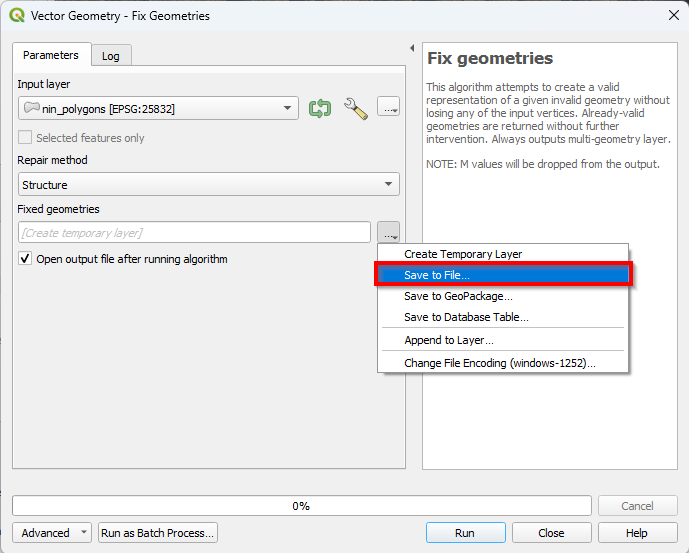 Vector Geometry - Fix Geometries
Parameters
Log
Input layer
nin_polygons [EPSG:25832]
...
Selected features only
Repair method
Structure
Fixed geometries
[Create temporary layer]
...
Open output file after running algorithm
Create Temporary Layer
Save to File...
Save to GeoPackage...
Save to Database Table...
Append to Layer...
Change File Encoding (windows-1252)...
Fix geometries
This algorithm attempts to create a valid
representation of a given invalid geometry without
losing any of the input vertices. Already-valid
geometries are returned without further
intervention. Always outputs multi-geometry layer.
NOTE: M values will be dropped from the output.
0%
Cancel
Advanced
Run as Batch Process...
Run
Close
Help